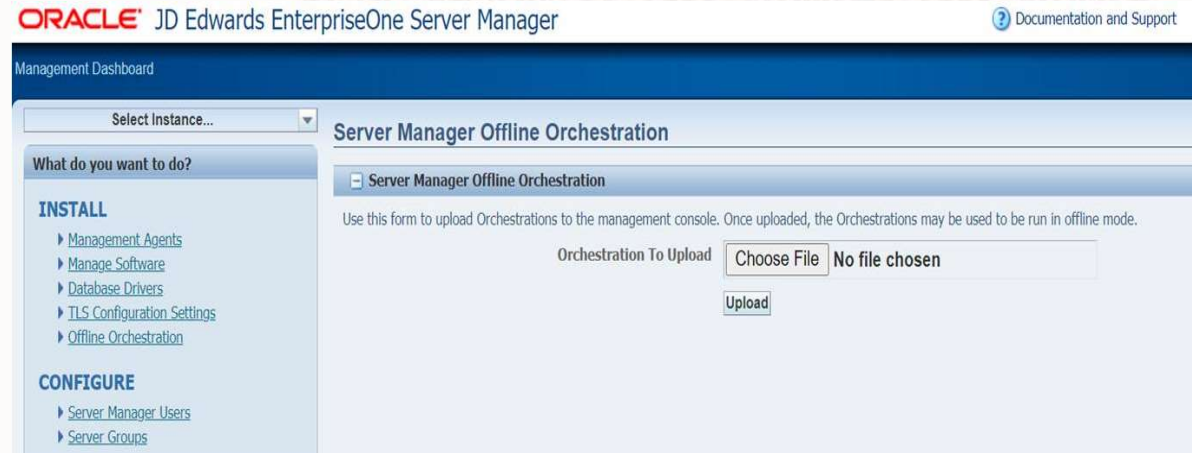 ORACLE JD Edwards EnterpriseOne Server Manager
Documentation and Support
Management Dashboard
Select Instance...
What do you want to do?
INSTALL
Management Agents
Manage Software
Database Drivers
TLS Configuration Settings
Offline Orchestration
CONFIGURE
Server Manager Users
Server Groups
Server Manager Offline Orchestration
Server Manager Offline Orchestration
Use this form to upload Orchestrations to the management console. Once uploaded, the Orchestrations may be used to be run in offline mode.
Orchestration To Upload Choose File No file chosen
Upload